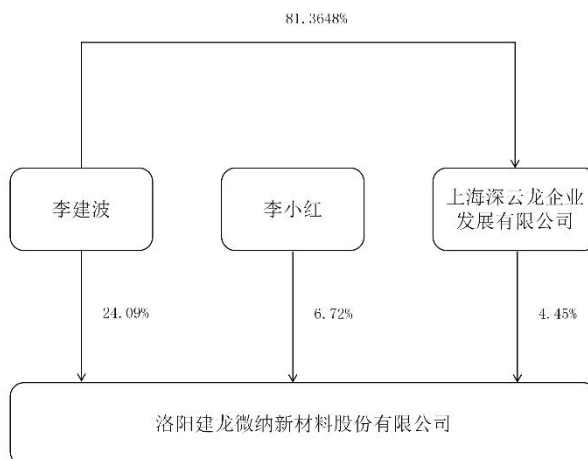 81.3648%
李建波
李小红
上海深云龙企业
发展有限公司
24.09%
6.72%
4.45%
洛阳建龙微纳新材料股份有限公司